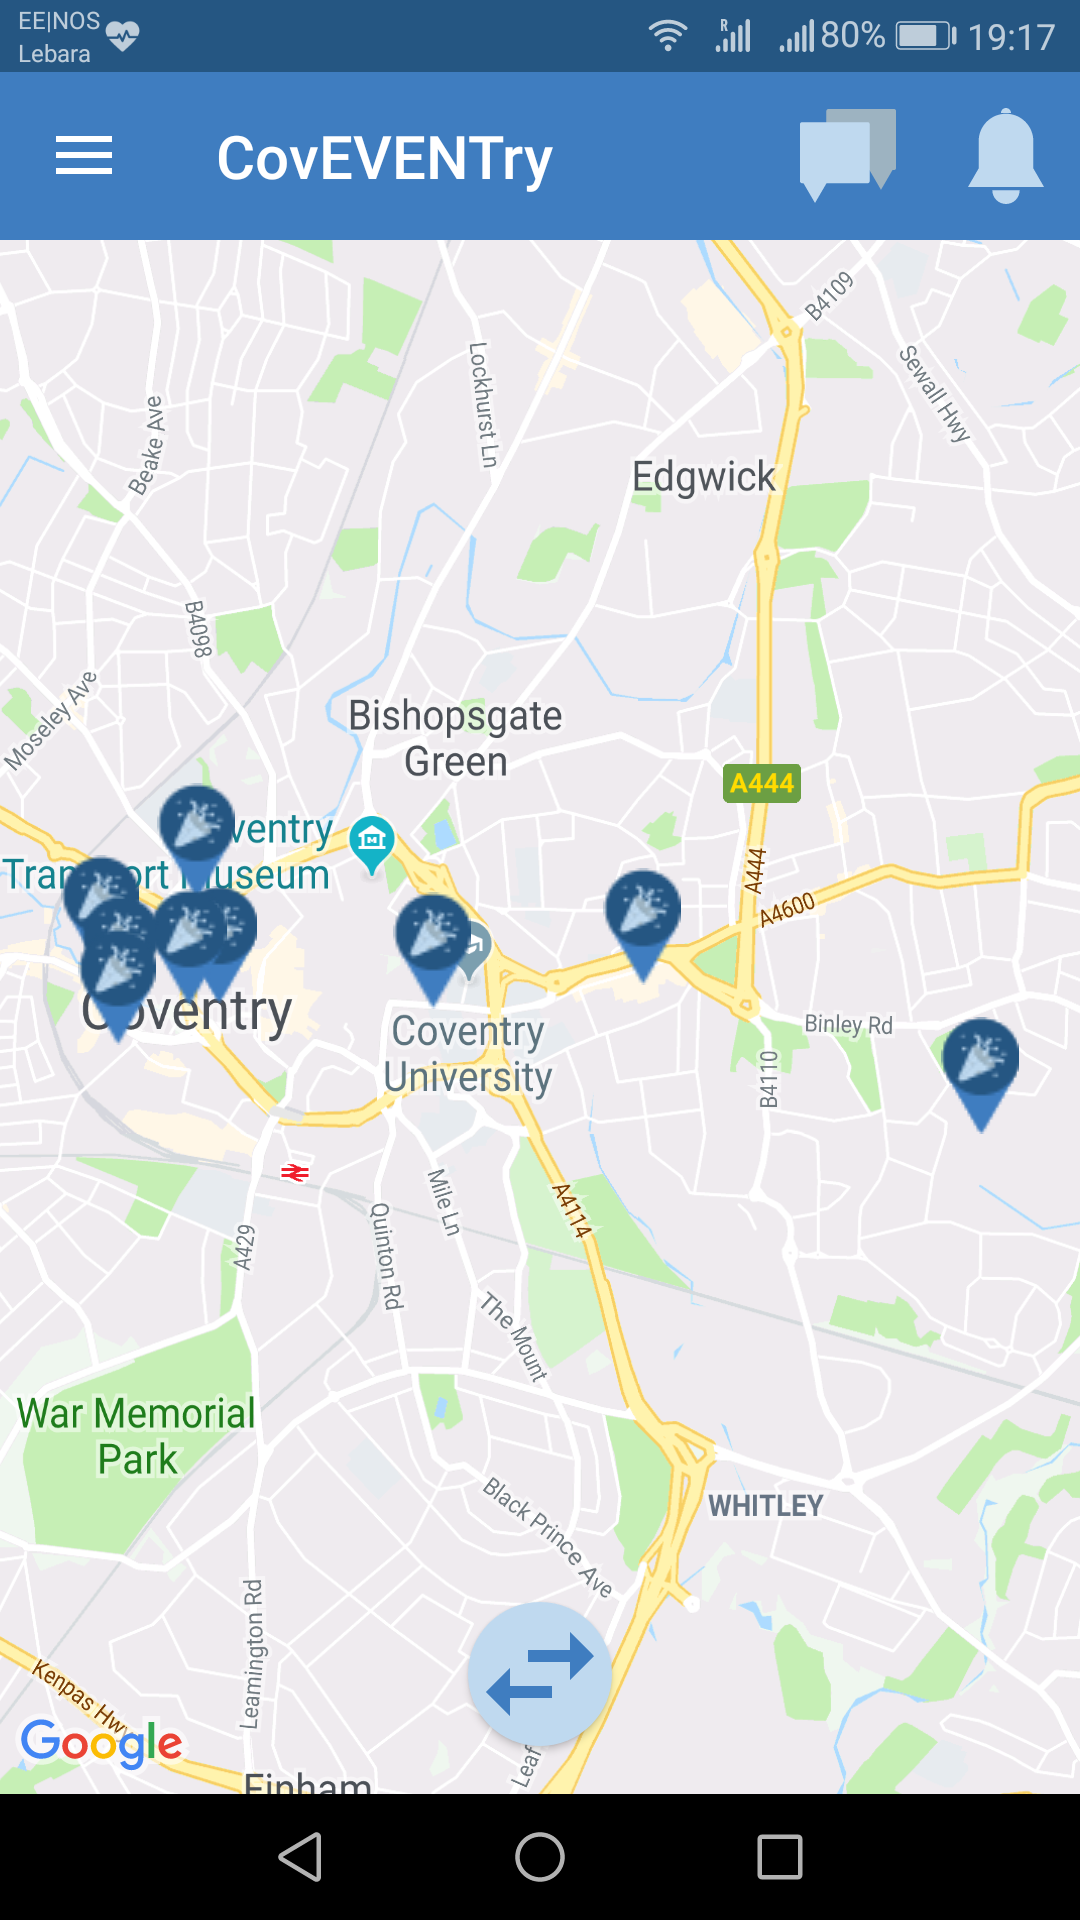 EE|NOS
Lebara
R
80%
19:17
CovEVENTry
B4109
Lockhurst Ln
Sewall Hwy
Beake Ave
Edgwick
B4098
Moseley Ave
Bishopsgate
Green
A444
ventry
Museum
A444
A4600
Coventry
Coventry
University
Binley Rd
B4110
Mile Ln
A4114
Quinton Rd
A429
The Mount
War Memorial
Park
Black Prince Ave
WHITLEY
Leamington Rd
Kenpas Hwy
Google
Leaf
Finham